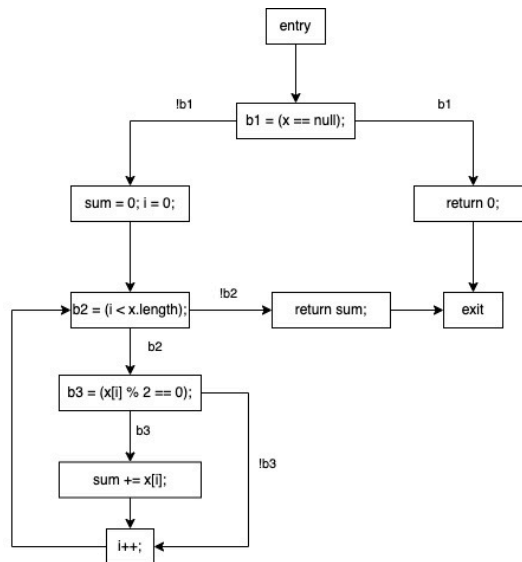 entry
!b1
b1
b1 = (x == null);
sum = 0; i = 0;
return 0;
!b2
b2 = (i < x.length);
return sum;
exit
b2
b3 = (x[i] % 2 == 0);
b3
!b3
sum += x[i];
i++;